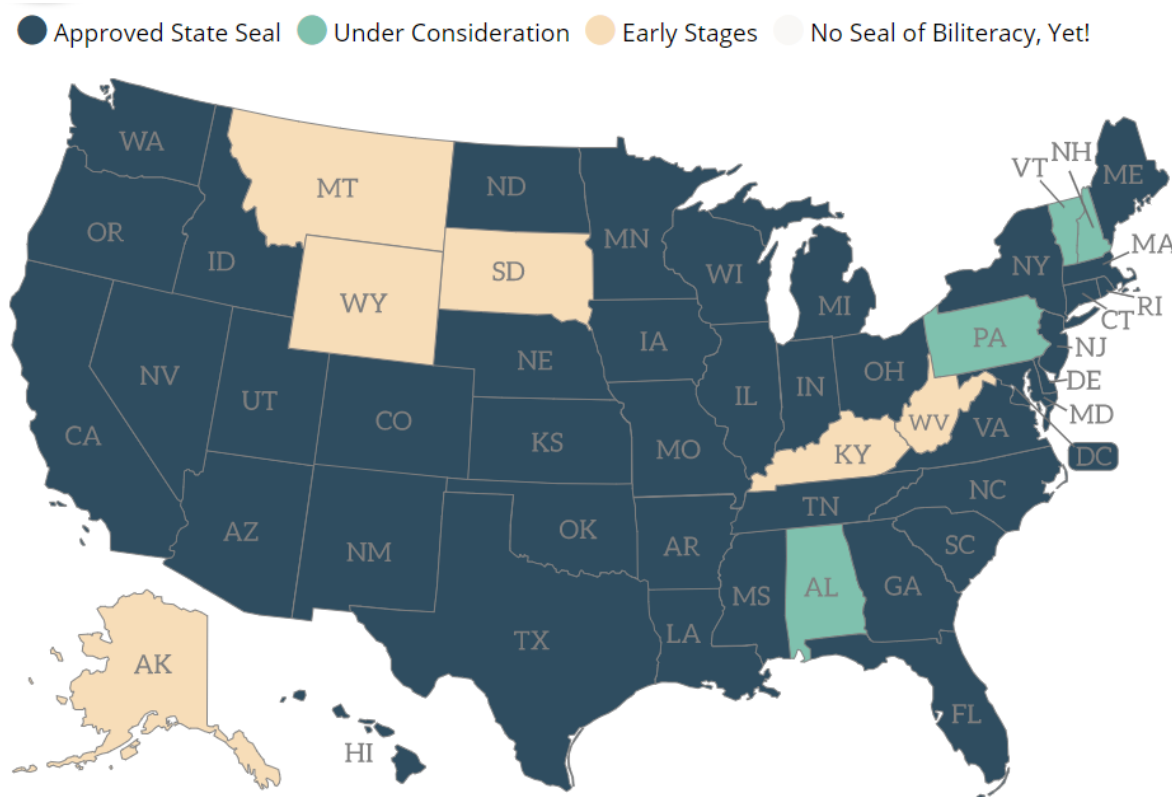 Approved State Seal Under Consideration Early Stages No Seal of Biliteracy, Yet!
WA
MT
ND
MN
VT
NH
ME
OR
ID
SD
WI
MI
NY
MA
WY
RI
CT
IA
NE
PA
NJ
NV
UT
CO
IL
IN
OH
DE
MD
CA
KS
MO
KY
WV
VA
DC
AZ
NM
OK
AR
TN
NC
SC
MS
AL
GA
TX
LA
AK
HI
FL